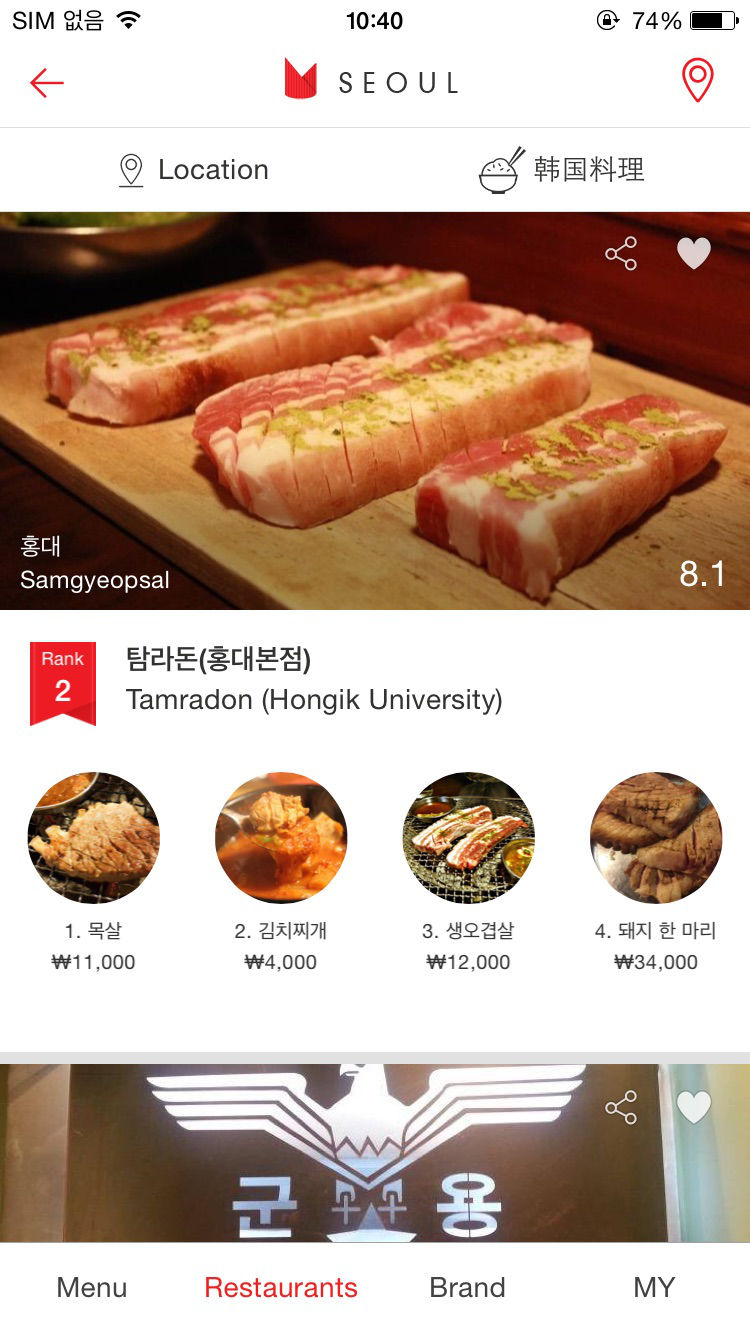 SIM 없음 10:40 74%
SEOUL
Location 韩国料理
홍대
Samgyeopsal
8.1
Rank
2
탐라돈(홍대본점)
Tamradon (Hongik University)
1. 목살
₩11,000
2. 김치찌개
₩4,000
3. 생오겹살
₩12,000
4. 돼지 한 마리
₩34,000
군 용
Menu Restaurants Brand MY